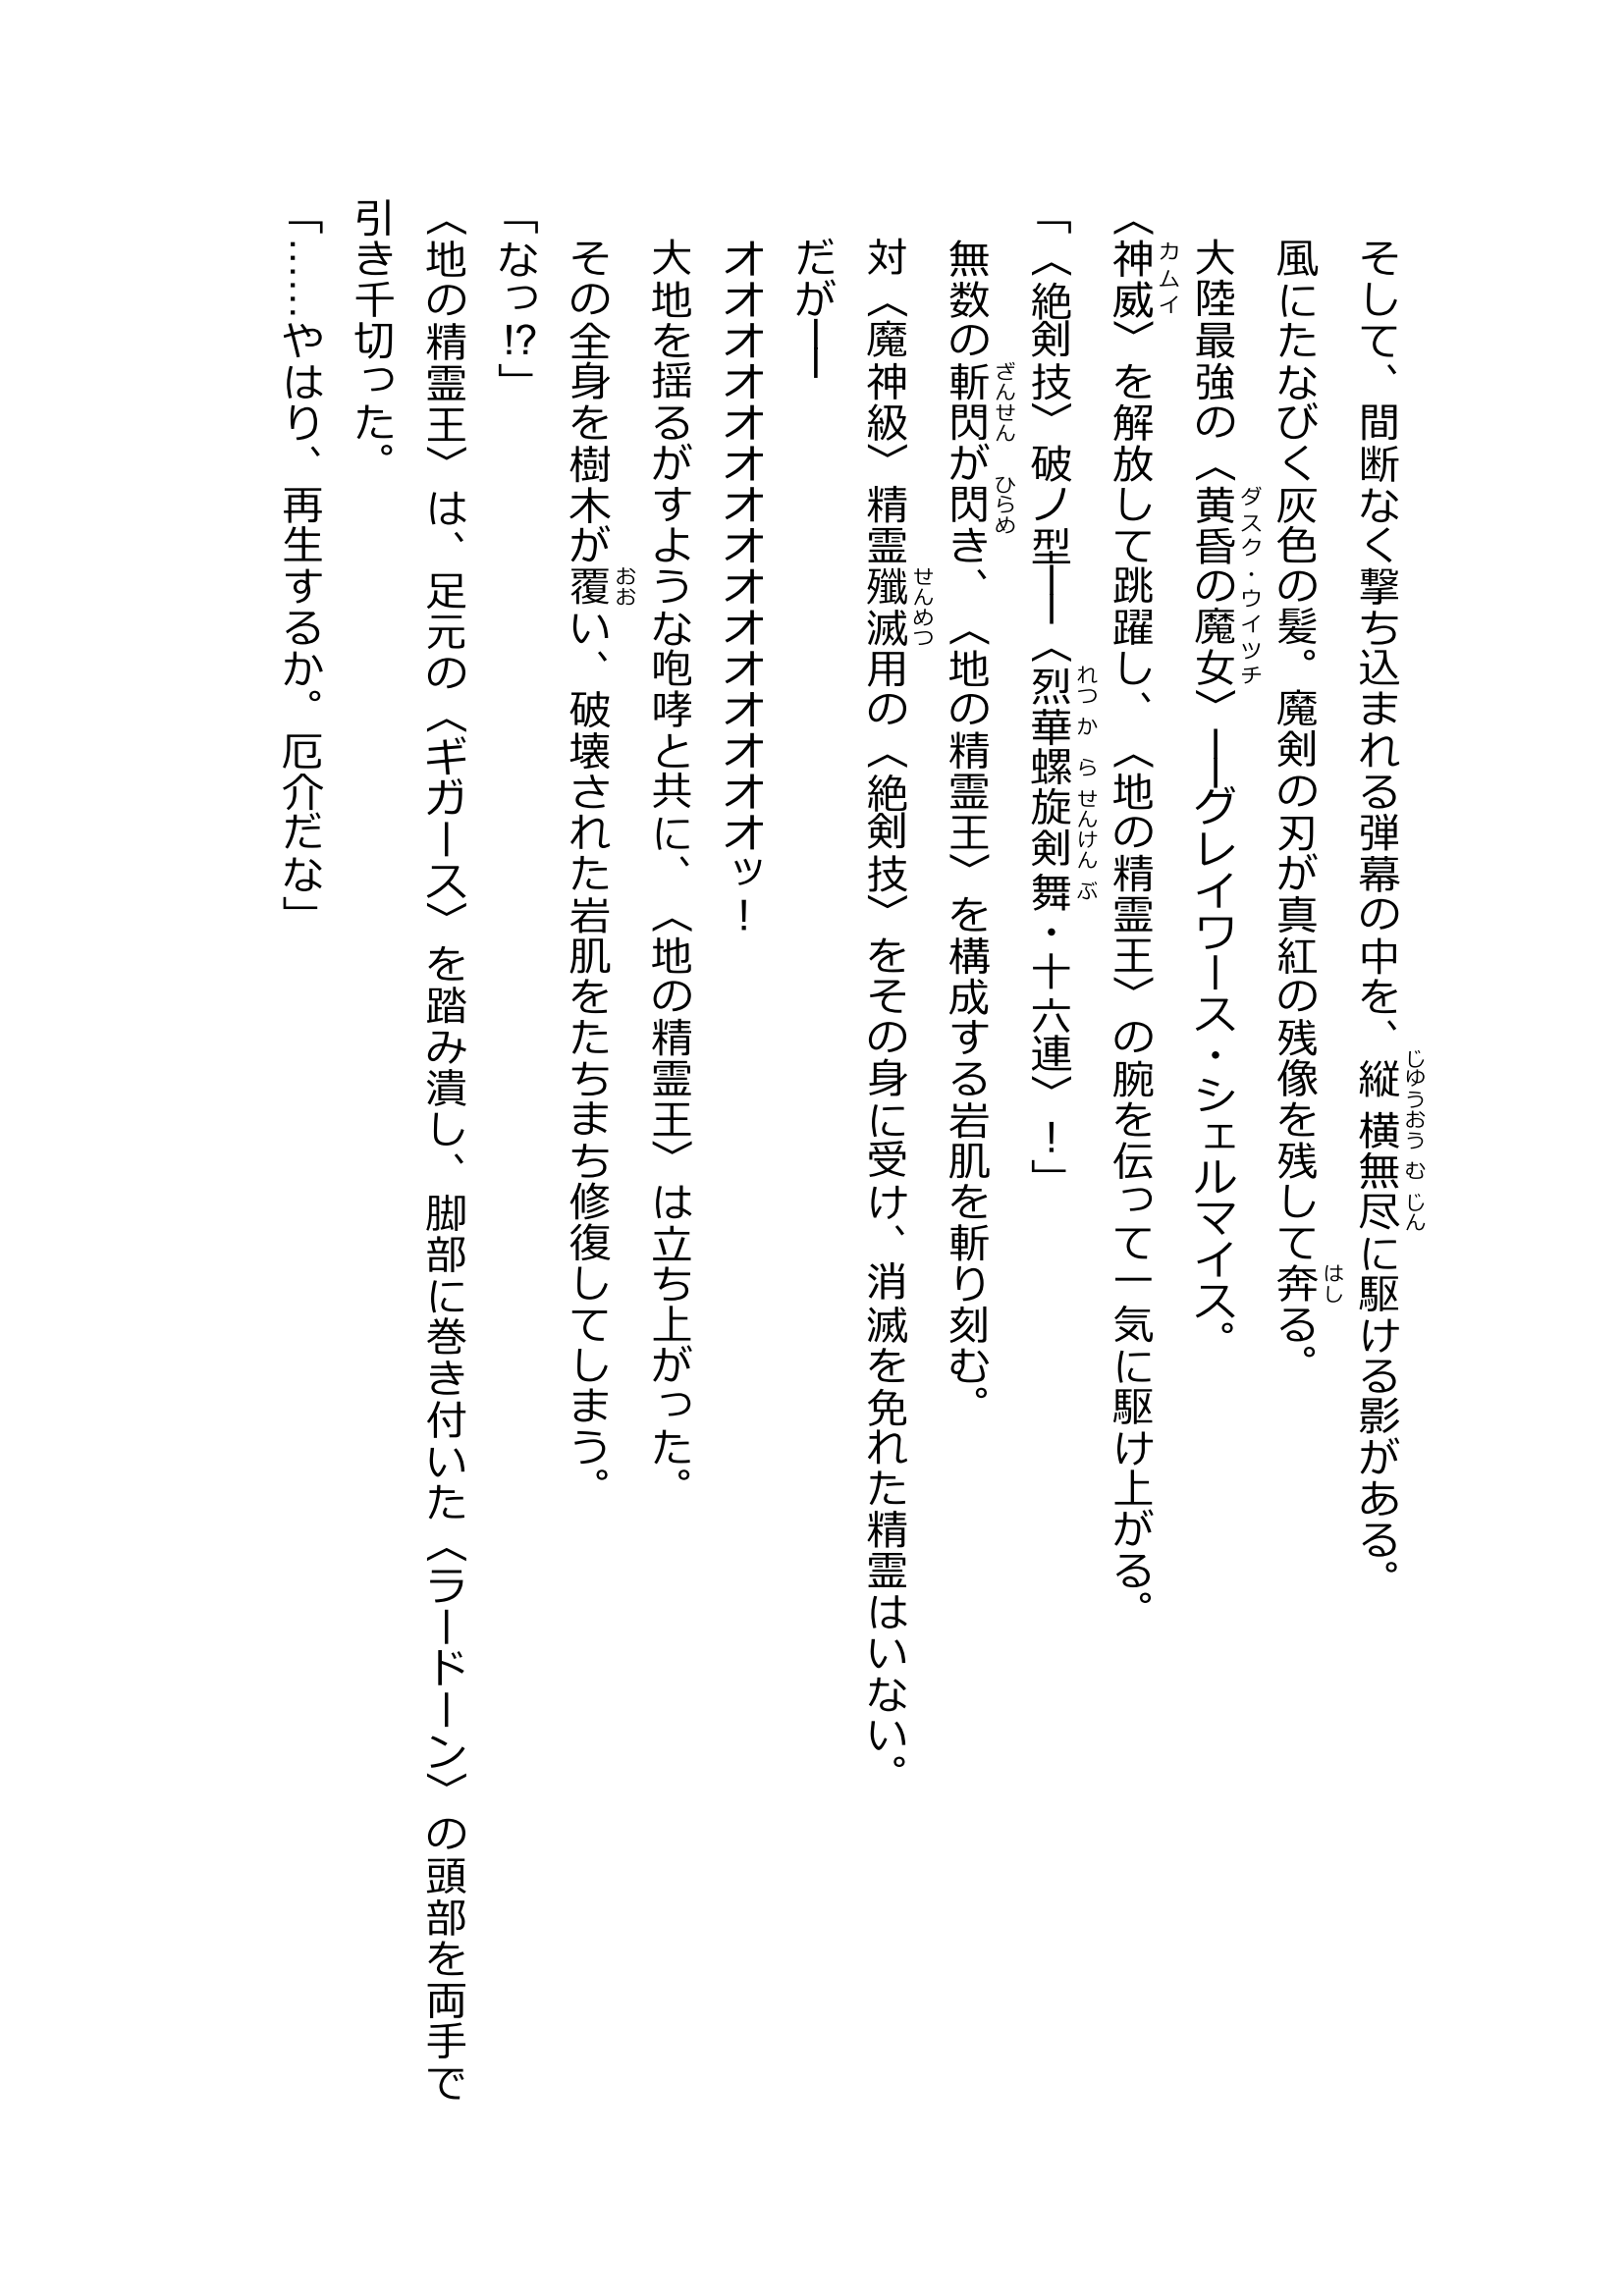 そして、間断なく撃ち込まれる弾幕の中を、縦横無尽に駆ける影がある。
風にたなびく灰色の髪。魔剣の刃が真紅の残像を残して奔る。
大陸最強の〈黄昏の魔女〉――グレイワース・シェルマイス。
〈神威〉を解放して跳躍し、〈地の精霊王〉の腕を伝って一気に駆け上がる。
「〈絶剣技〉破ノ型――〈烈華螺旋剣舞・十六連〉！」
無数の斬閃が閃き、〈地の精霊王〉を構成する岩肌を斬り刻む。
対〈魔神級〉精霊殲滅用の〈絶剣技〉をその身に受け、消滅を免れた精霊はいない。
だが――
オオオオオオオオオオオオオオオッ！
大地を揺るがすような咆哮と共に、〈地の精霊王〉は立ち上がった。
その全身を樹木が覆い、破壊された岩肌をたちまち修復してしまう。
「なっ!?」
〈地の精霊王〉は、足元の〈ギガース〉を踏み潰し、脚部に巻き付いた〈ラードーン〉の頭部を両手で
引き千切った。
「……やはり、再生するか。厄介だな」